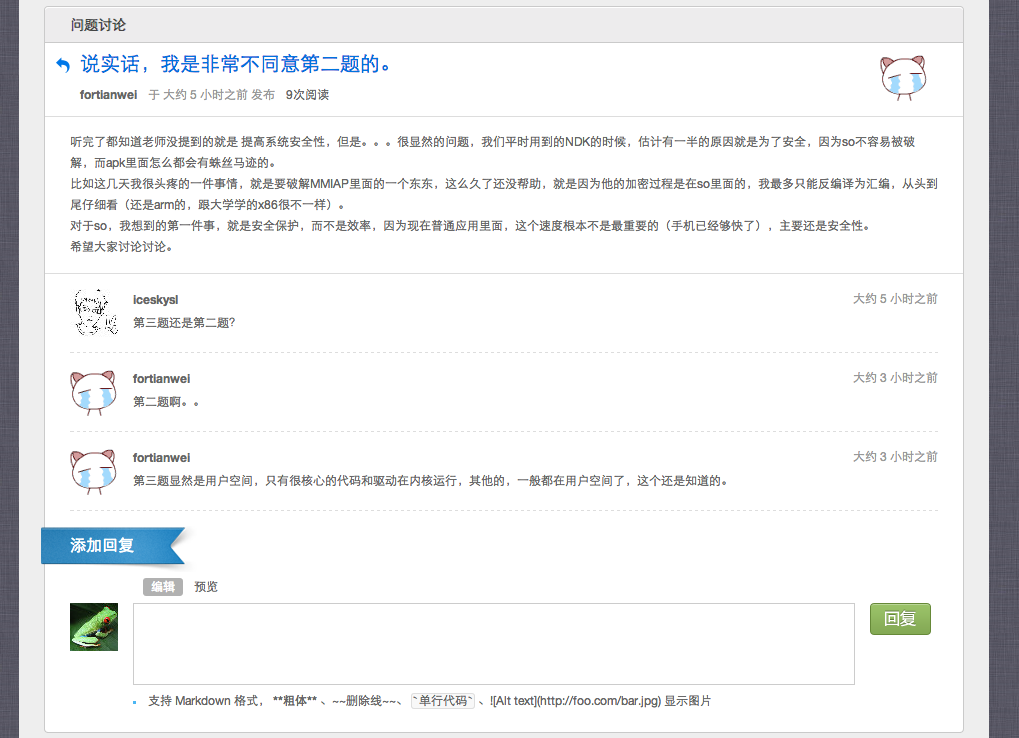 问题讨论
说实话，我是非常不同意第二题的。
fortianwei 于 大约 5 小时之前 发布 9次阅读
听完了都知道老师没提到的就是 提高系统安全性，但是。。。很显然的问题，我们平时用到的NDK的时候，估计有一半的原因就是为了安全，因为so不容易被破
解，而apk里面怎么都会有蛛丝马迹的。
比如这几天我很头疼的一件事情，就是要破解MMIAP里面的一个东东，这么久了还没帮助，就是因为他的加密过程是在so里面的，我最多只能反编译为汇编，从头到
尾仔细看（还是arm的，跟大学学的x86很不一样）。
对于so，我想到的第一件事，就是安全保护，而不是效率，因为现在普通应用里面，这个速度根本不是最重要的（手机已经够快了），主要还是安全性。
希望大家讨论讨论。
iceskysl 大约 5 小时之前
第三题还是第二题?
fortianwei 大约 3 小时之前
第二题啊。。
fortianwei 大约 3 小时之前
第三题显然是用户空间，只有很核心的代码和驱动在内核运行，其他的，一般都在用户空间了，这个还是知道的。
添加回复
编辑 预览
回复
支持 Markdown 格式， **粗体** 、~~删除线~~、 `单行代码` 、![Alt text](http://foo.com/bar.jpg) 显示图片